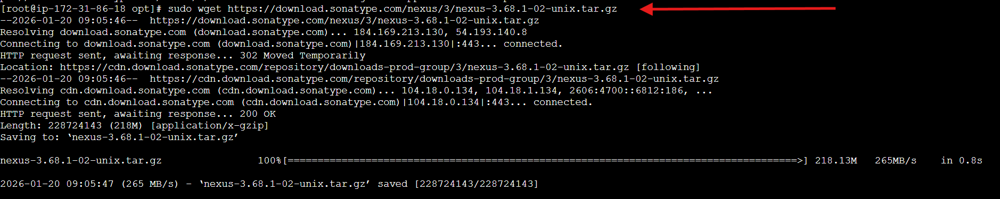 [root@ip-172-31-86-18 opt]# sudo wget https://download.sonatype.com/nexus/3/nexus-3.68.1-02-unix.tar.gz
--2026-01-20 09:05:46--  https://download.sonatype.com/nexus/3/nexus-3.68.1-02-unix.tar.gz
Resolving download.sonatype.com (download.sonatype.com)... 184.169.213.130, 54.193.140.8
Connecting to download.sonatype.com (download.sonatype.com)|184.169.213.130|:443... connected.
HTTP request sent, awaiting response... 302 Moved Temporarily
Location: https://cdn.download.sonatype.com/repository/downloads-prod-group/3/nexus-3.68.1-02-unix.tar.gz [following]
--2026-01-20 09:05:46--  https://cdn.download.sonatype.com/repository/downloads-prod-group/3/nexus-3.68.1-02-unix.tar.gz
Resolving cdn.download.sonatype.com (cdn.download.sonatype.com)... 104.18.0.134, 104.18.1.134, 2606:4700::6812:186, ...
Connecting to cdn.download.sonatype.com (cdn.download.sonatype.com)|104.18.0.134|:443... connected.
HTTP request sent, awaiting response... 200 OK
Length: 228724143 (218M) [application/x-gzip]
Saving to: ‘nexus-3.68.1-02-unix.tar.gz’
nexus-3.68.1-02-unix.tar.gz                100%[=====================================================================================>] 218.13M   265MB/s    in 0.8s
2026-01-20 09:05:47 (265 MB/s) - ‘nexus-3.68.1-02-unix.tar.gz’ saved [228724143/228724143]